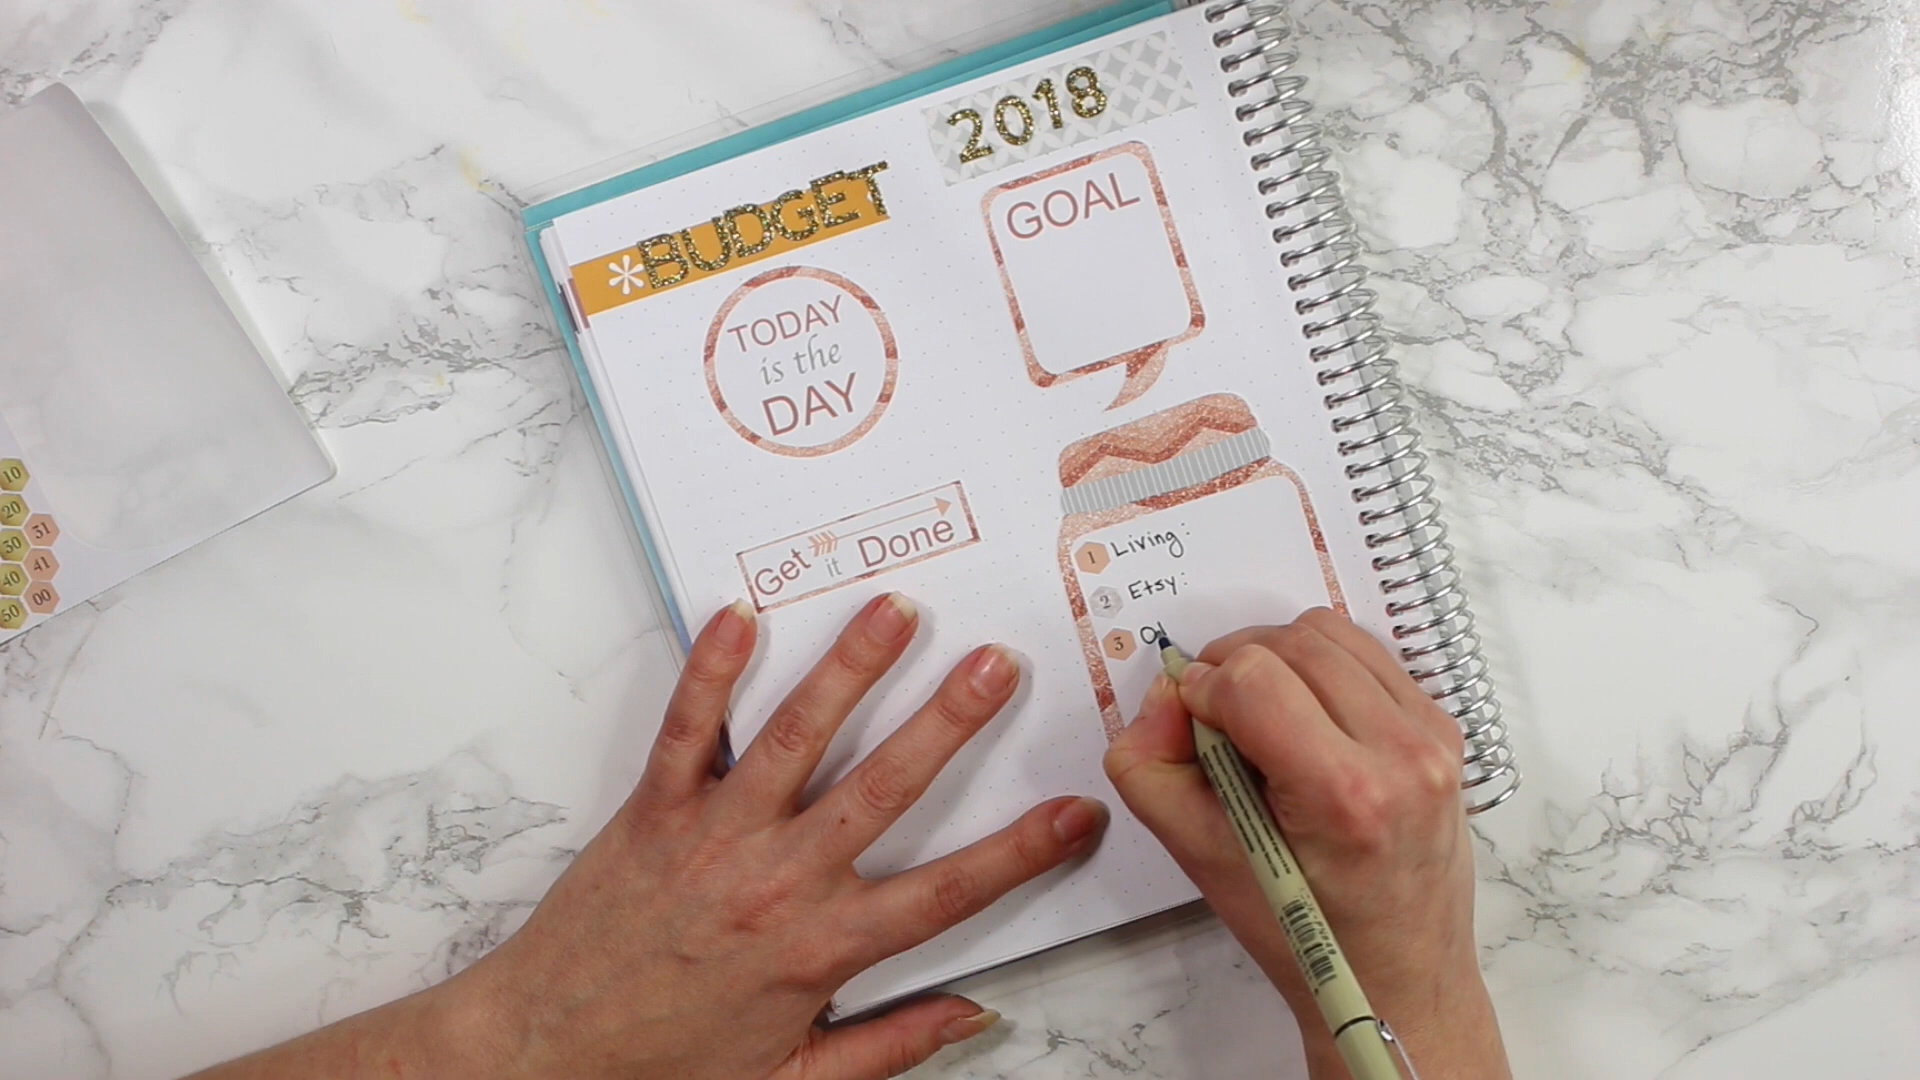 2018
*BUDGET
GOAL
TODAY
is the
DAY
Get it Done
1 Living:
2 Etsy:
3
10
20
30
40
50
31
41
00